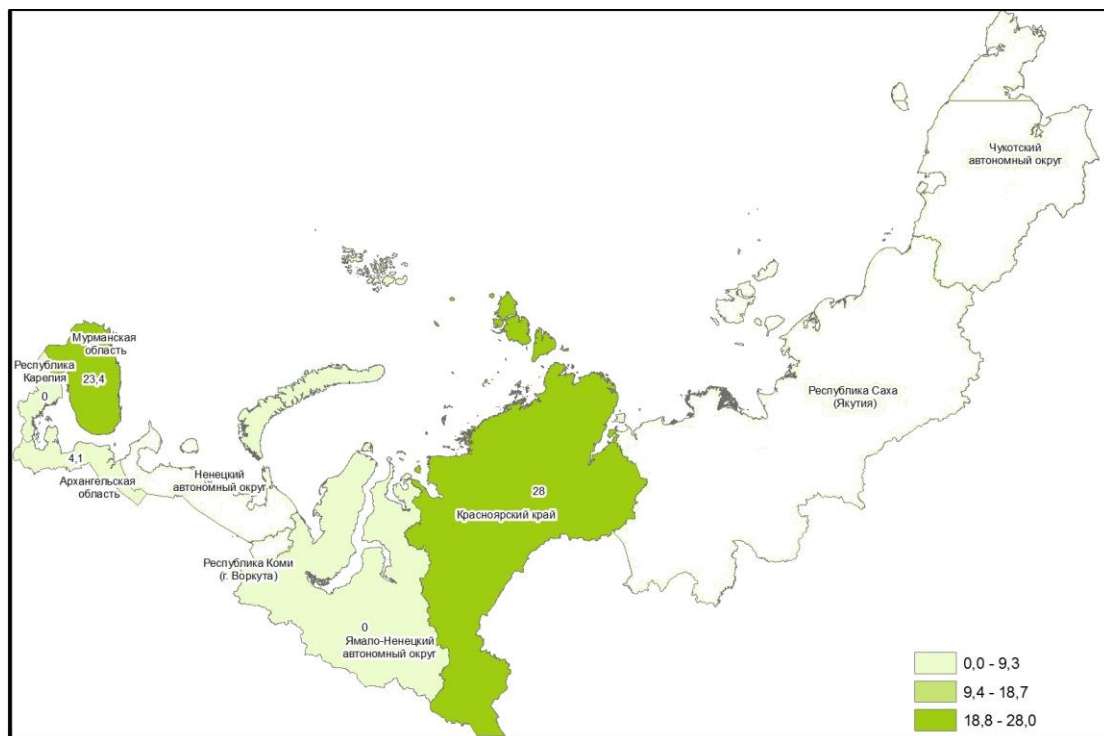 Чукотский
автономный округ
Мурманская
область
23,4
Республика
Карелия
0
Республика Саха
(Якутия)
4,1
Архангельская
область
Ненецкий
автономный округ
28
Красноярский край
Республика Коми
(г. Воркута)
0
Ямало-Ненецкий
автономный округ
0,0 - 9,3
9,4 - 18,7
18,8 - 28,0